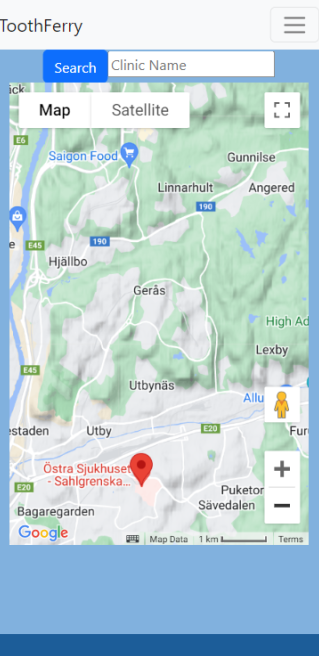 ToothFerry
Search Clinic Name
ick
Map Satellite
E6
Saigon Food
Gunnilse
Linnarhult
Angered
190
E45
190
e
Hjällbo
Gerås
High Ad
Lexby
E45
Utbynäs
Allu
estaden
Utby
E20
Fur
Östra Sjukhuset
- Sahlgrenska...
E20
Puketor
Sävedalen
Bagaregarden
Google
Map Data 1 km Terms